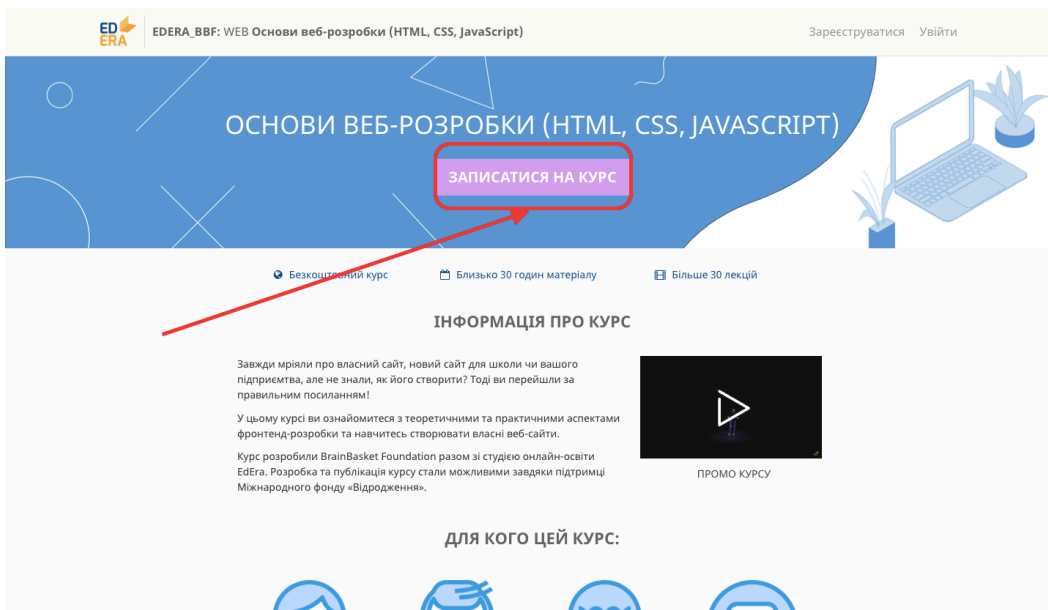 ED
ERA
EDERA_BBF: WEB Основи веб-розробки (HTML, CSS, JavaScript)
Зареєструватися Увійти
ОСНОВИ ВЕБ-РОЗРОБКИ (HTML, CSS, JAVASCRIPT)
ЗАПИСАТИСЯ НА КУРС
Безкоштовний курс
Близько 30 годин матеріалу
Більше 30 лекцій
ІНФОРМАЦІЯ ПРО КУРС
Завжди мріяли про власний сайт, новий сайт для школи чи вашого
підприємтва, але не знали, як його створити? Тоді ви перейшли за
правильним посиланням!
У цьому курсі ви ознайомитеся з теоретичними та практичними аспектами
фронтенд-розробки та навчитесь створювати власні веб-сайти.
Курс розробили BrainBasket Foundation разом зі студією онлайн-освіти
EdEra. Розробка та публікація курсу стали можливими завдяки підтримці
Міжнародного фонду «Відродження».
ПРОМО КУРСУ
ДЛЯ КОГО ЦЕЙ КУРС: